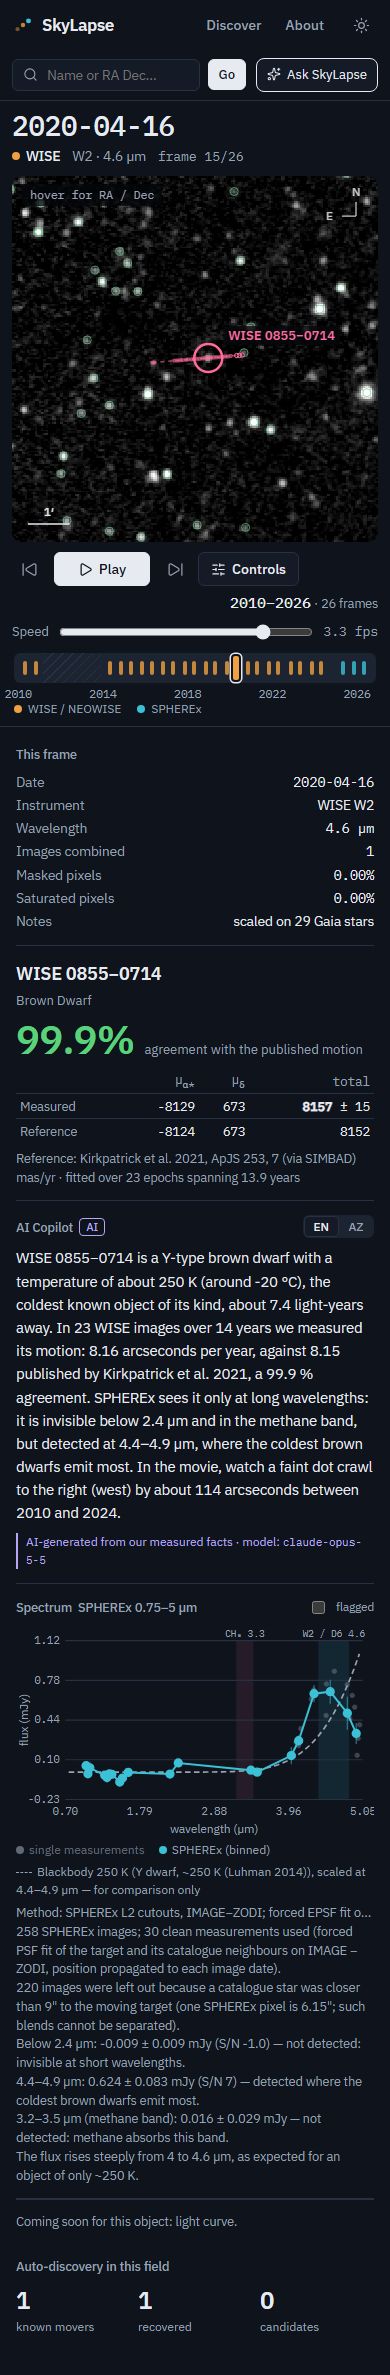 SkyLapse
Discover About
Name or RA Dec... Go Ask SkyLapse
2020-04-16
WISE W2 · 4.6 μm frame 15/26
hover for RA / Dec
N
E
WISE 0855−0714
1′
Play Controls
2010–2026 · 26 frames
Speed 3.3 fps
2010 2014 2018 2022 2026
WISE / NEOWISE SPHEREx
This frame
Date 2020-04-16
Instrument WISE W2
Wavelength 4.6 μm
Images combined 1
Masked pixels 0.00%
Saturated pixels 0.00%
Notes scaled on 29 Gaia stars
WISE 0855−0714
Brown Dwarf
99.9% agreement with the published motion
μα* μδ total
Measured -8129 673 8157 ± 15
Reference -8124 673 8152
Reference: Kirkpatrick et al. 2021, ApJS 253, 7 (via SIMBAD)
mas/yr · fitted over 23 epochs spanning 13.9 years
AI Copilot AI EN AZ
WISE 0855−0714 is a Y-type brown dwarf with a
temperature of about 250 K (around -20 °C), the
coldest known object of its kind, about 7.4 light-years
away. In 23 WISE images over 14 years we measured
its motion: 8.16 arcseconds per year, against 8.15
published by Kirkpatrick et al. 2021, a 99.9 %
agreement. SPHEREx sees it only at long wavelengths:
it is invisible below 2.4 μm and in the methane band,
but detected at 4.4–4.9 μm, where the coldest brown
dwarfs emit most. In the movie, watch a faint dot crawl
to the right (west) by about 114 arcseconds between
2010 and 2024.
AI-generated from our measured facts · model: claude-opus-
5-5
Spectrum SPHEREx 0.75–5 μm flagged
CH₄ 3.3 W2 / D6 4.6
1.12
0.78
0.44
0.10
-0.23
flux (mJy)
0.70 1.79 2.88 3.96 5.05
wavelength (μm)
single measurements SPHEREx (binned)
---- Blackbody 250 K (Y dwarf, ~250 K (Luhman 2014)), scaled at
4.4–4.9 μm — for comparison only
Method: SPHEREx L2 cutouts, IMAGE−ZODI; forced EPSF fit o...
258 SPHEREx images; 30 clean measurements used (forced
PSF fit of the target and its catalogue neighbours on IMAGE −
ZODI, position propagated to each image date).
220 images were left out because a catalogue star was closer
than 9" to the moving target (one SPHEREx pixel is 6.15"; such
blends cannot be separated).
Below 2.4 μm: -0.009 ± 0.009 mJy (S/N -1.0) — not detected:
invisible at short wavelengths.
4.4–4.9 μm: 0.624 ± 0.083 mJy (S/N 7) — detected where the
coldest brown dwarfs emit most.
3.2–3.5 μm (methane band): 0.016 ± 0.029 mJy — not
detected: methane absorbs this band.
The flux rises steeply from 4 to 4.6 μm, as expected for an
object of only ~250 K.
Coming soon for this object: light curve.
Auto-discovery in this field
1 1 0
known movers recovered candidates